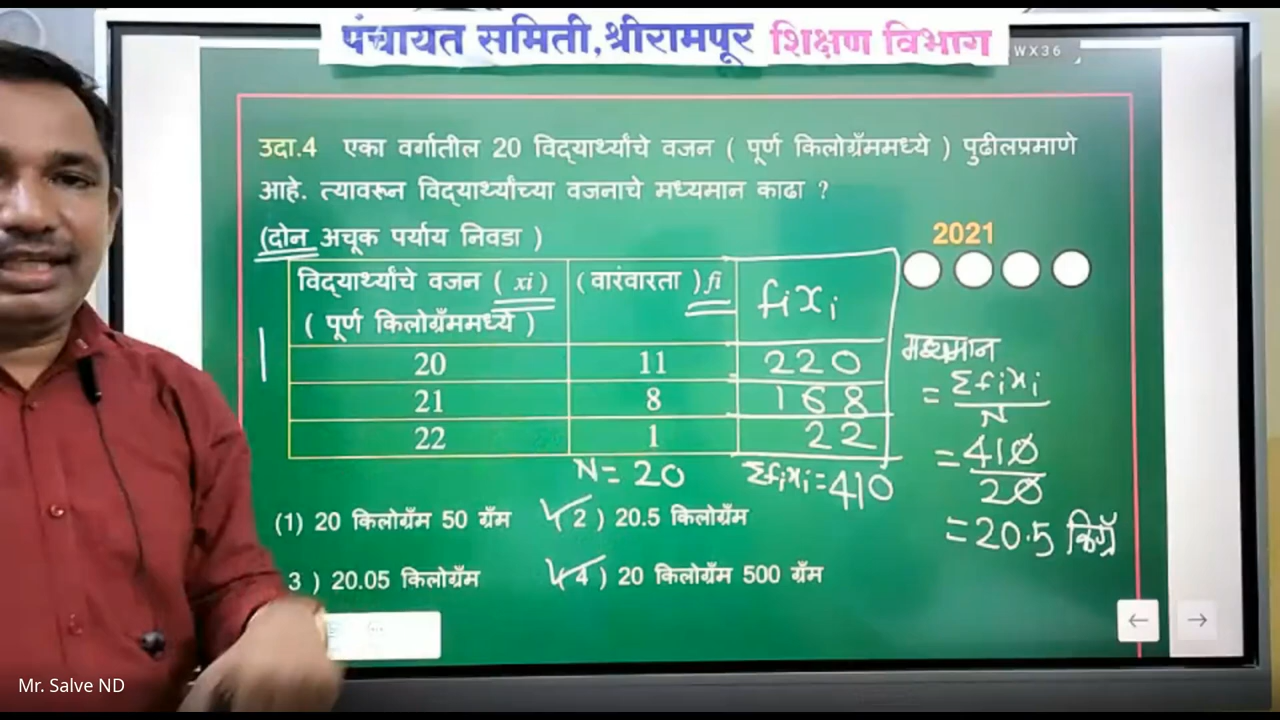 पंचायत समिती,श्रीरामपूर शिक्षण विभाग
WX36
उदा.4 एका वर्गातील 20 विद्यार्थ्यांचे वजन ( पूर्ण किलोग्रॅममध्ये ) पुढीलप्रमाणे
आहे. त्यावरून विद्यार्थ्यांच्या वजनाचे मध्यमान काढा ?
(दोन अचूक पर्याय निवडा )
2021
विद्यार्थ्यांचे वजन ( xi ) (वारंवारता ) fi fixi
( पूर्ण किलोग्रॅममध्ये )
20 11 220
21 8 168
22 1 22
N = 20 Σfixi = 410
मध्यमान
= Σfixi
N
= 410
20
= 20.5 किग्रॅ
(1) 20 किलोग्रॅम 50 ग्रॅम 2 ) 20.5 किलोग्रॅम
3 ) 20.05 किलोग्रॅम 4 ) 20 किलोग्रॅम 500 ग्रॅम
← →
Mr. Salve ND